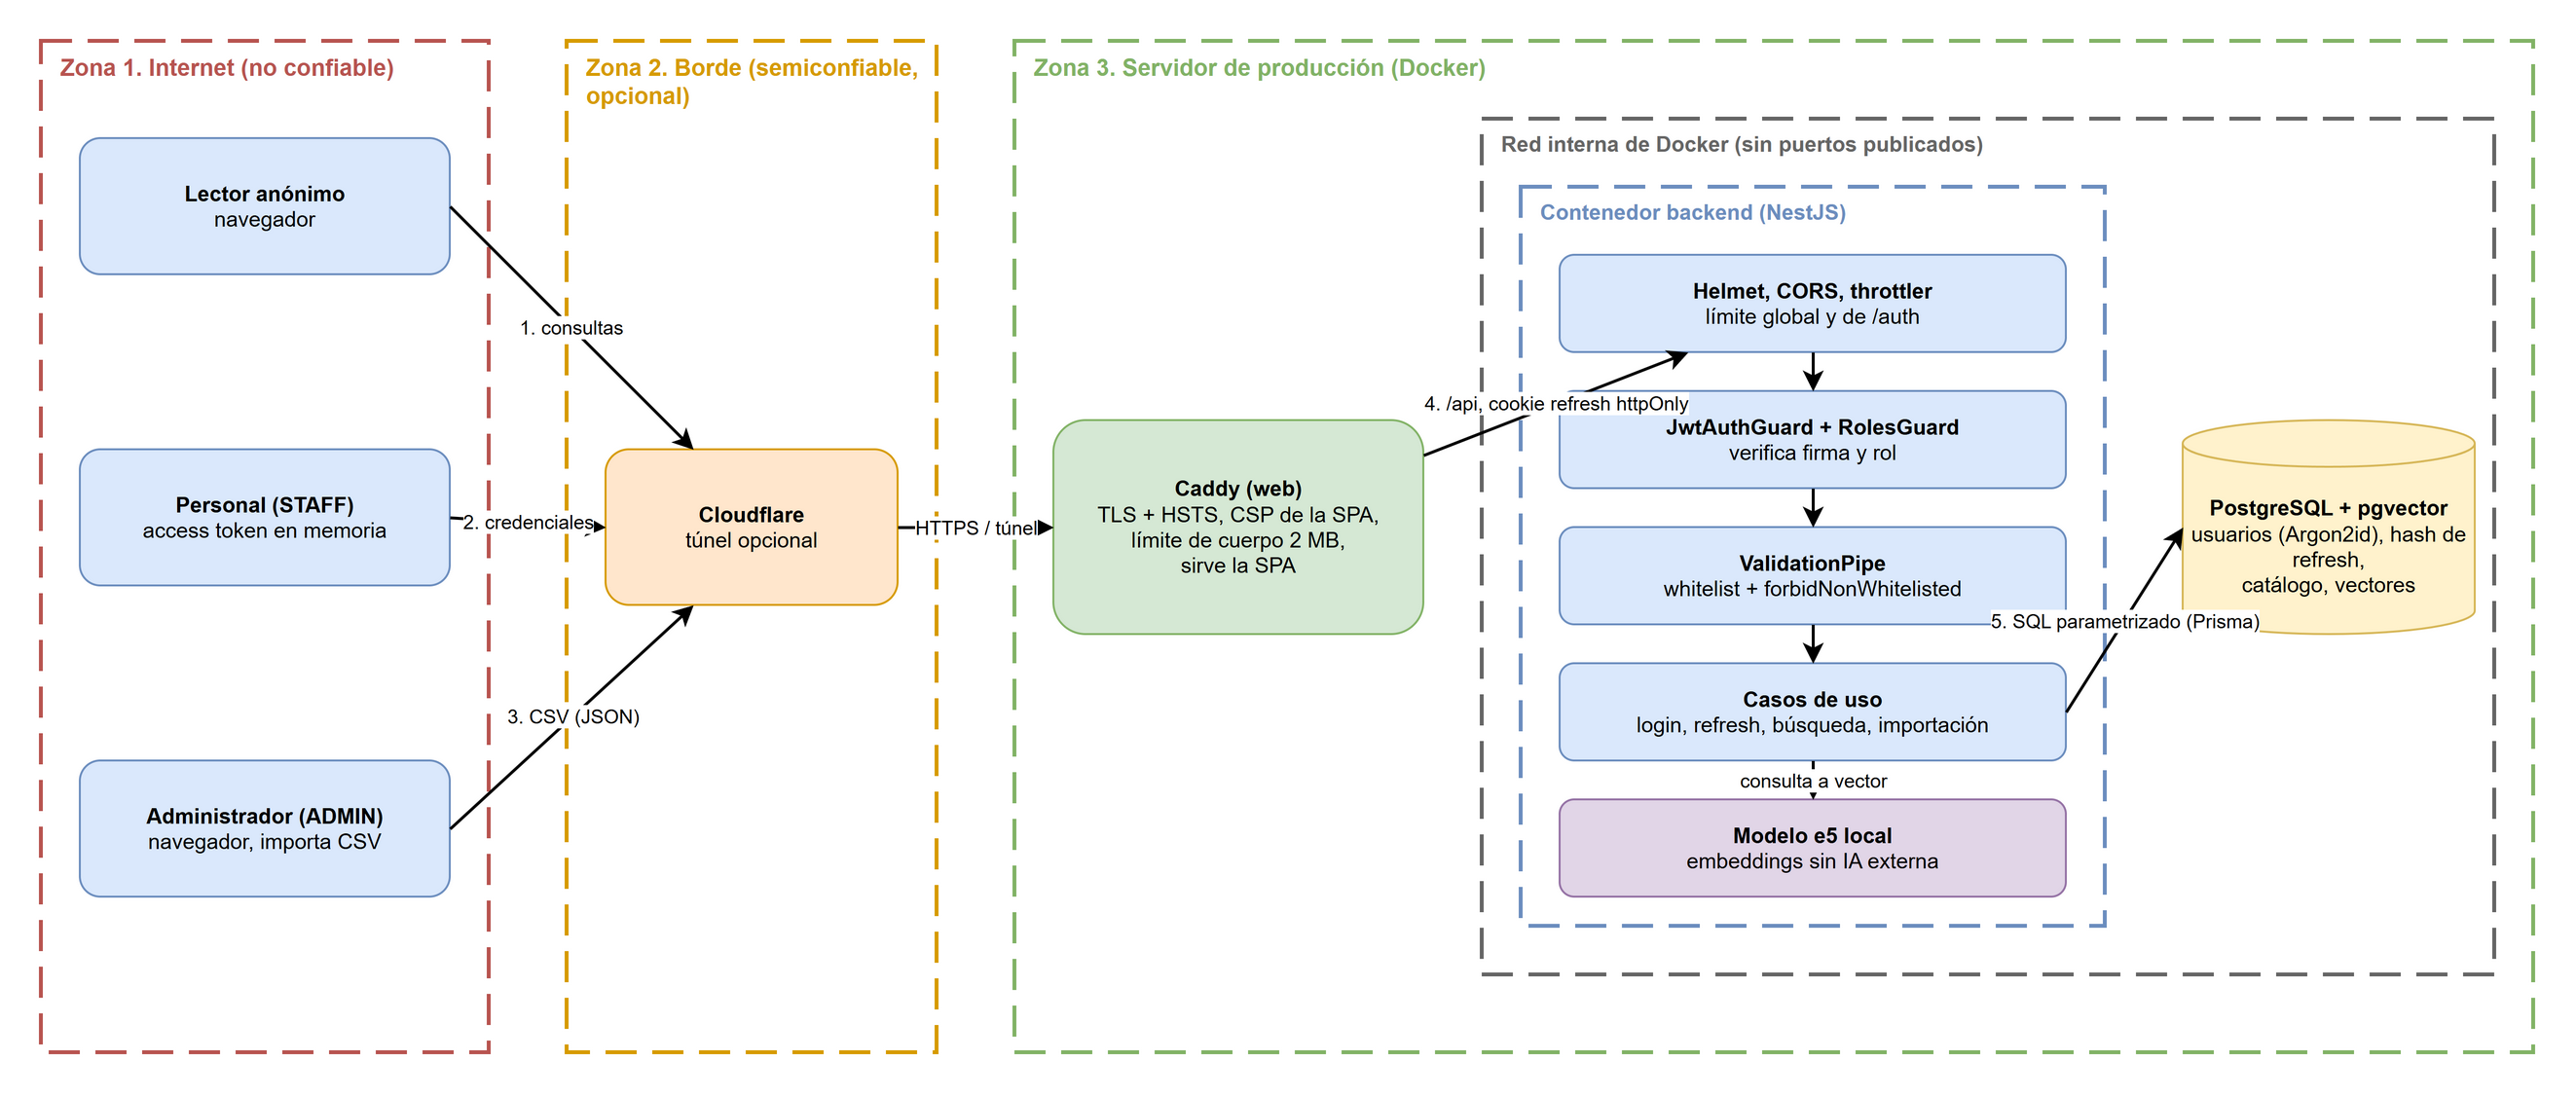 Zona 1. Internet (no confiable)
Lector anónimo
navegador
Personal (STAFF)
access token en memoria
Administrador (ADMIN)
navegador, importa CSV
1. consultas
2. credenciales
3. CSV (JSON)
Zona 2. Borde (semiconfiable,
opcional)
Cloudflare
túnel opcional
HTTPS / túnel
Zona 3. Servidor de producción (Docker)
Caddy (web)
TLS + HSTS, CSP de la SPA,
límite de cuerpo 2 MB,
sirve la SPA
4. /api, cookie refresh httpOnly
Red interna de Docker (sin puertos publicados)
Contenedor backend (NestJS)
Helmet, CORS, throttler
límite global y de /auth
JwtAuthGuard + RolesGuard
verifica firma y rol
ValidationPipe
whitelist + forbidNonWhitelisted
Casos de uso
login, refresh, búsqueda, importación
consulta a vector
Modelo e5 local
embeddings sin IA externa
5. SQL parametrizado (Prisma)
PostgreSQL + pgvector
usuarios (Argon2id), hash de
refresh,
catálogo, vectores